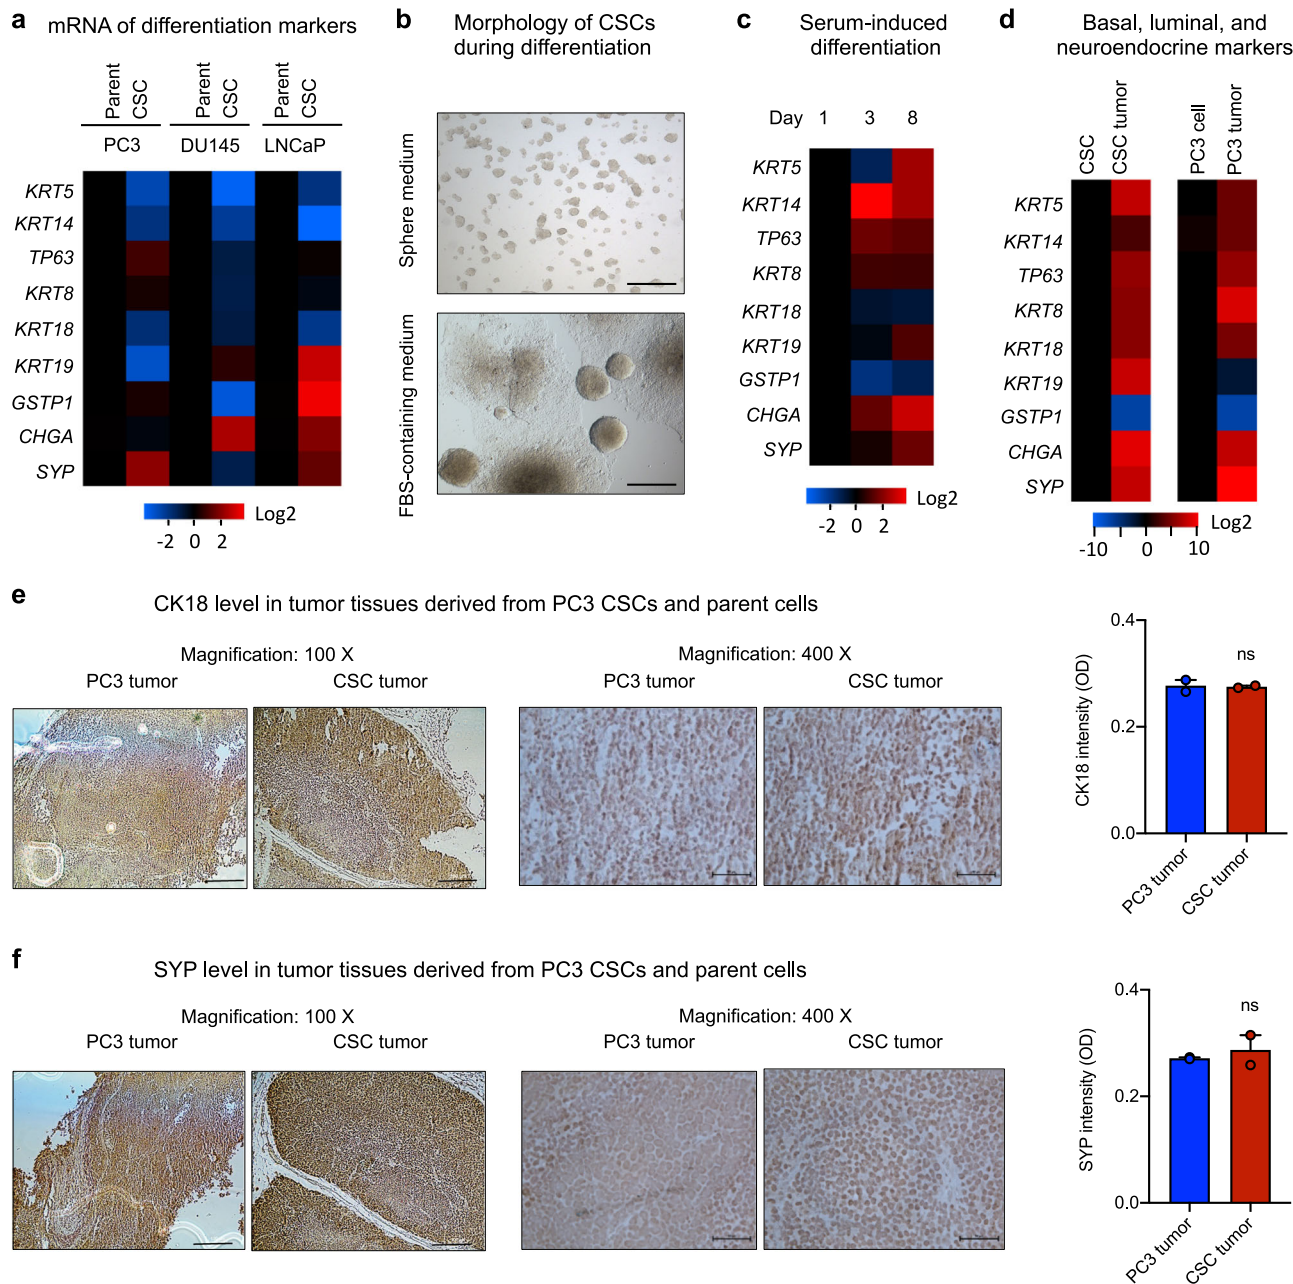 a mRNA of differentiation markers
Parent CSC Parent CSC Parent CSC
PC3 DU145 LNCaP
KRT5
KRT14
TP63
KRT8
KRT18
KRT19
GSTP1
CHGA
SYP
-2 0 2 Log2
b Morphology of CSCs
during differentiation
Sphere medium
FBS-containing medium
c Serum-induced
differentiation
Day 1 3 8
KRT5
KRT14
TP63
KRT8
KRT18
KRT19
GSTP1
CHGA
SYP
-2 0 2 Log2
d Basal, luminal, and
neuroendocrine markers
CSC CSC tumor PC3 cell PC3 tumor
KRT5
KRT14
TP63
KRT8
KRT18
KRT19
GSTP1
CHGA
SYP
-10 0 10 Log2
e CK18 level in tumor tissues derived from PC3 CSCs and parent cells
Magnification: 100 X Magnification: 400 X
PC3 tumor CSC tumor PC3 tumor CSC tumor
CK18 intensity (OD)
0.4
0.2
0.0
ns
PC3 tumor
CSC tumor
f SYP level in tumor tissues derived from PC3 CSCs and parent cells
Magnification: 100 X Magnification: 400 X
PC3 tumor CSC tumor PC3 tumor CSC tumor
SYP intensity (OD)
0.4
0.2
0.0
ns
PC3 tumor
CSC tumor